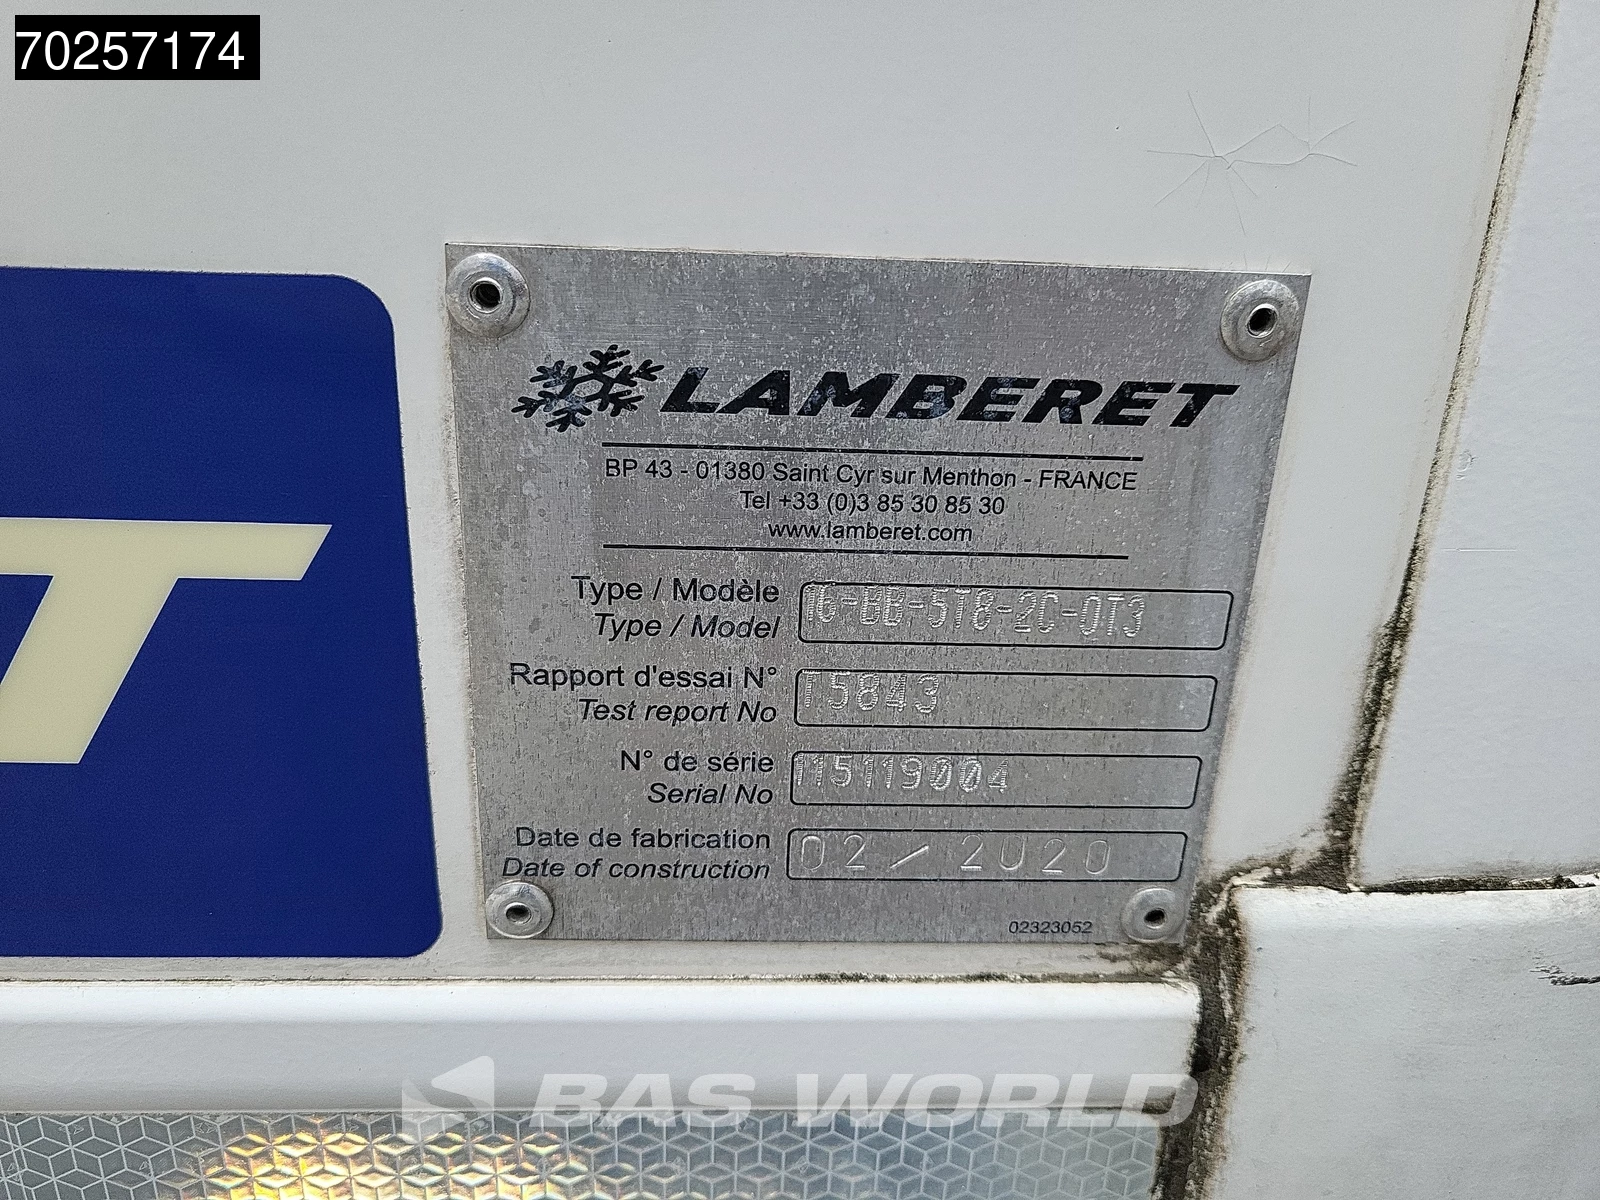 70257174
LAMBERET
BP 43 - 01380 Saint Cyr sur Menthon - FRANCE
Tel +33 (0)3 85 30 85 30
www.lamberet.com
Type / Modèle
Type / Model
16-BB-5T8-2C-0T3
Rapport d'essai N°
Test report No
T5843
N° de série
Serial No
115119004
Date de fabrication
Date of construction
02/2020
02323052
T
BAS WORLD